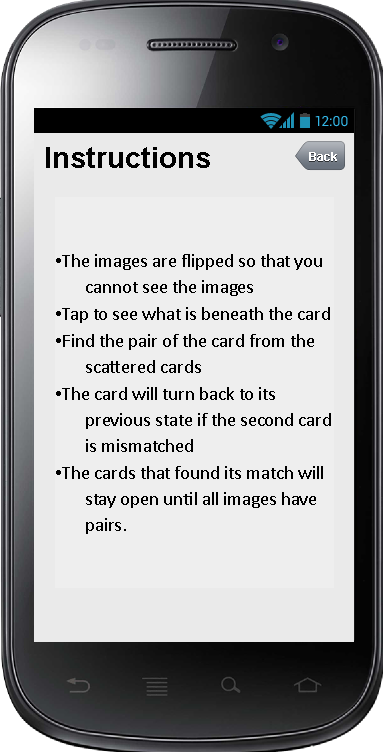 12:00
Instructions
Back
•The images are flipped so that you
cannot see the images
•Tap to see what is beneath the card
•Find the pair of the card from the
scattered cards
•The card will turn back to its
previous state if the second card
is mismatched
•The cards that found its match will
stay open until all images have
pairs.